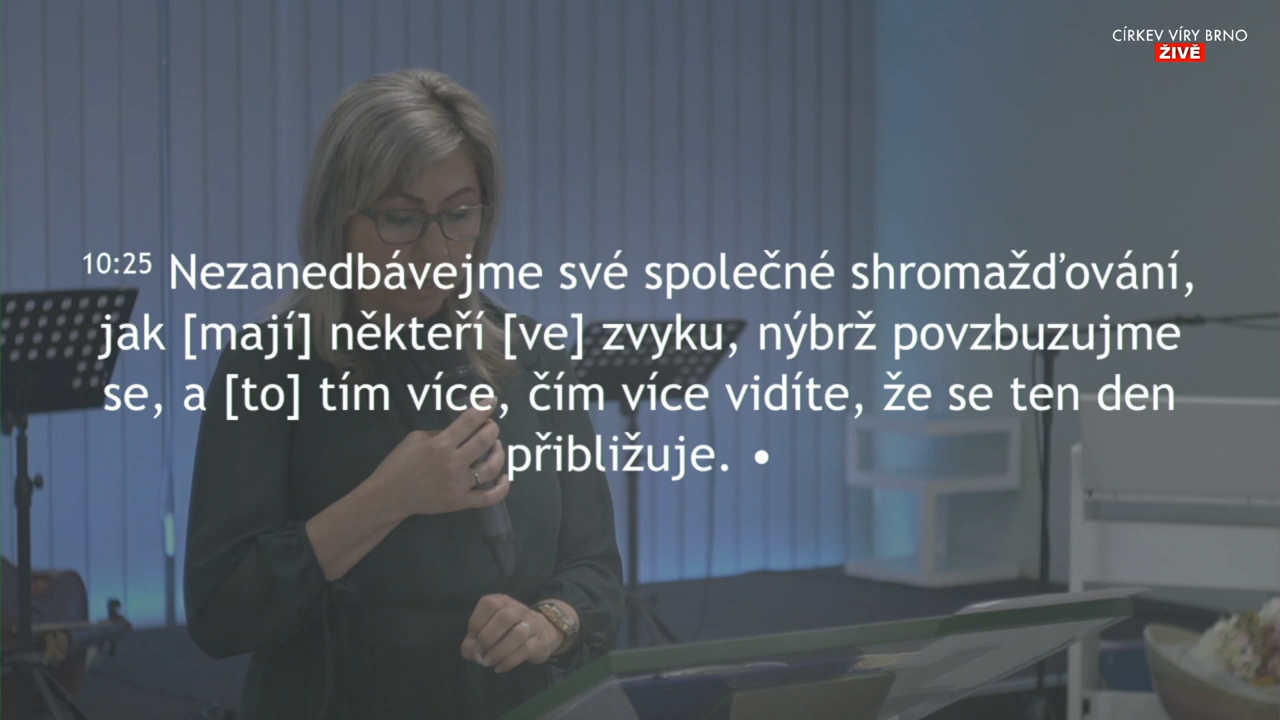 CÍRKEV VÍRY BRNO
ŽIVĚ
10:25 Nezanedbávejme své společné shromažďování,
jak [mají] někteří [ve] zvyku, nýbrž povzbuzujme
se, a [to] tím více, čím více vidíte, že se ten den
přibližuje. •